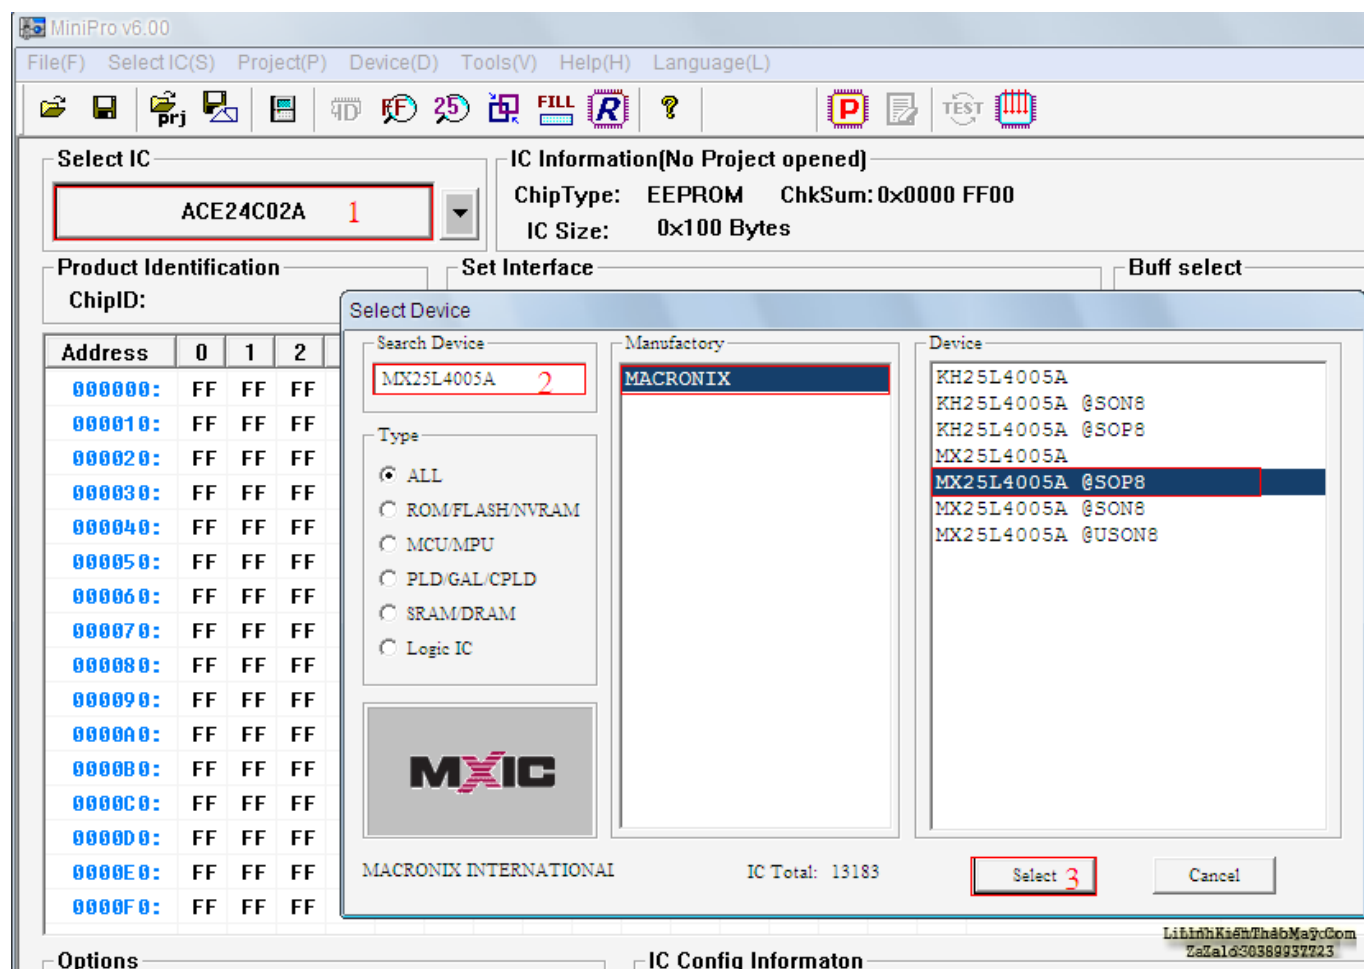 MiniPro v6.00
File(F) Select IC(S) Project(P) Device(D) Tools(V) Help(H) Language(L)
prj ID FF 25 FILL R ? P TEST
Select IC
ACE24C02A 1
IC Information(No Project opened)
ChipType: EEPROM ChkSum: 0x0000 FF00
IC Size: 0x100 Bytes
Product Identification
ChipID:
Set Interface
Buff select
Address 0 1 2
000000: FF FF FF
000010: FF FF FF
000020: FF FF FF
000030: FF FF FF
000040: FF FF FF
000050: FF FF FF
000060: FF FF FF
000070: FF FF FF
000080: FF FF FF
000090: FF FF FF
0000A0: FF FF FF
0000B0: FF FF FF
0000C0: FF FF FF
0000D0: FF FF FF
0000E0: FF FF FF
0000F0: FF FF FF
Select Device
Search Device
MX25L4005A 2
Type
ALL
ROM/FLASH/NVRAM
MCU/MPU
PLD/GAL/CPLD
SRAM/DRAM
Logic IC
MXIC
MACRONIX INTERNATIONAL
Manufactory
MACRONIX
Device
KH25L4005A
KH25L4005A @SON8
KH25L4005A @SOP8
MX25L4005A
MX25L4005A @SOP8
MX25L4005A @SON8
MX25L4005A @USON8
IC Total: 13183
Select 3
Cancel
Options
IC Config Informaton